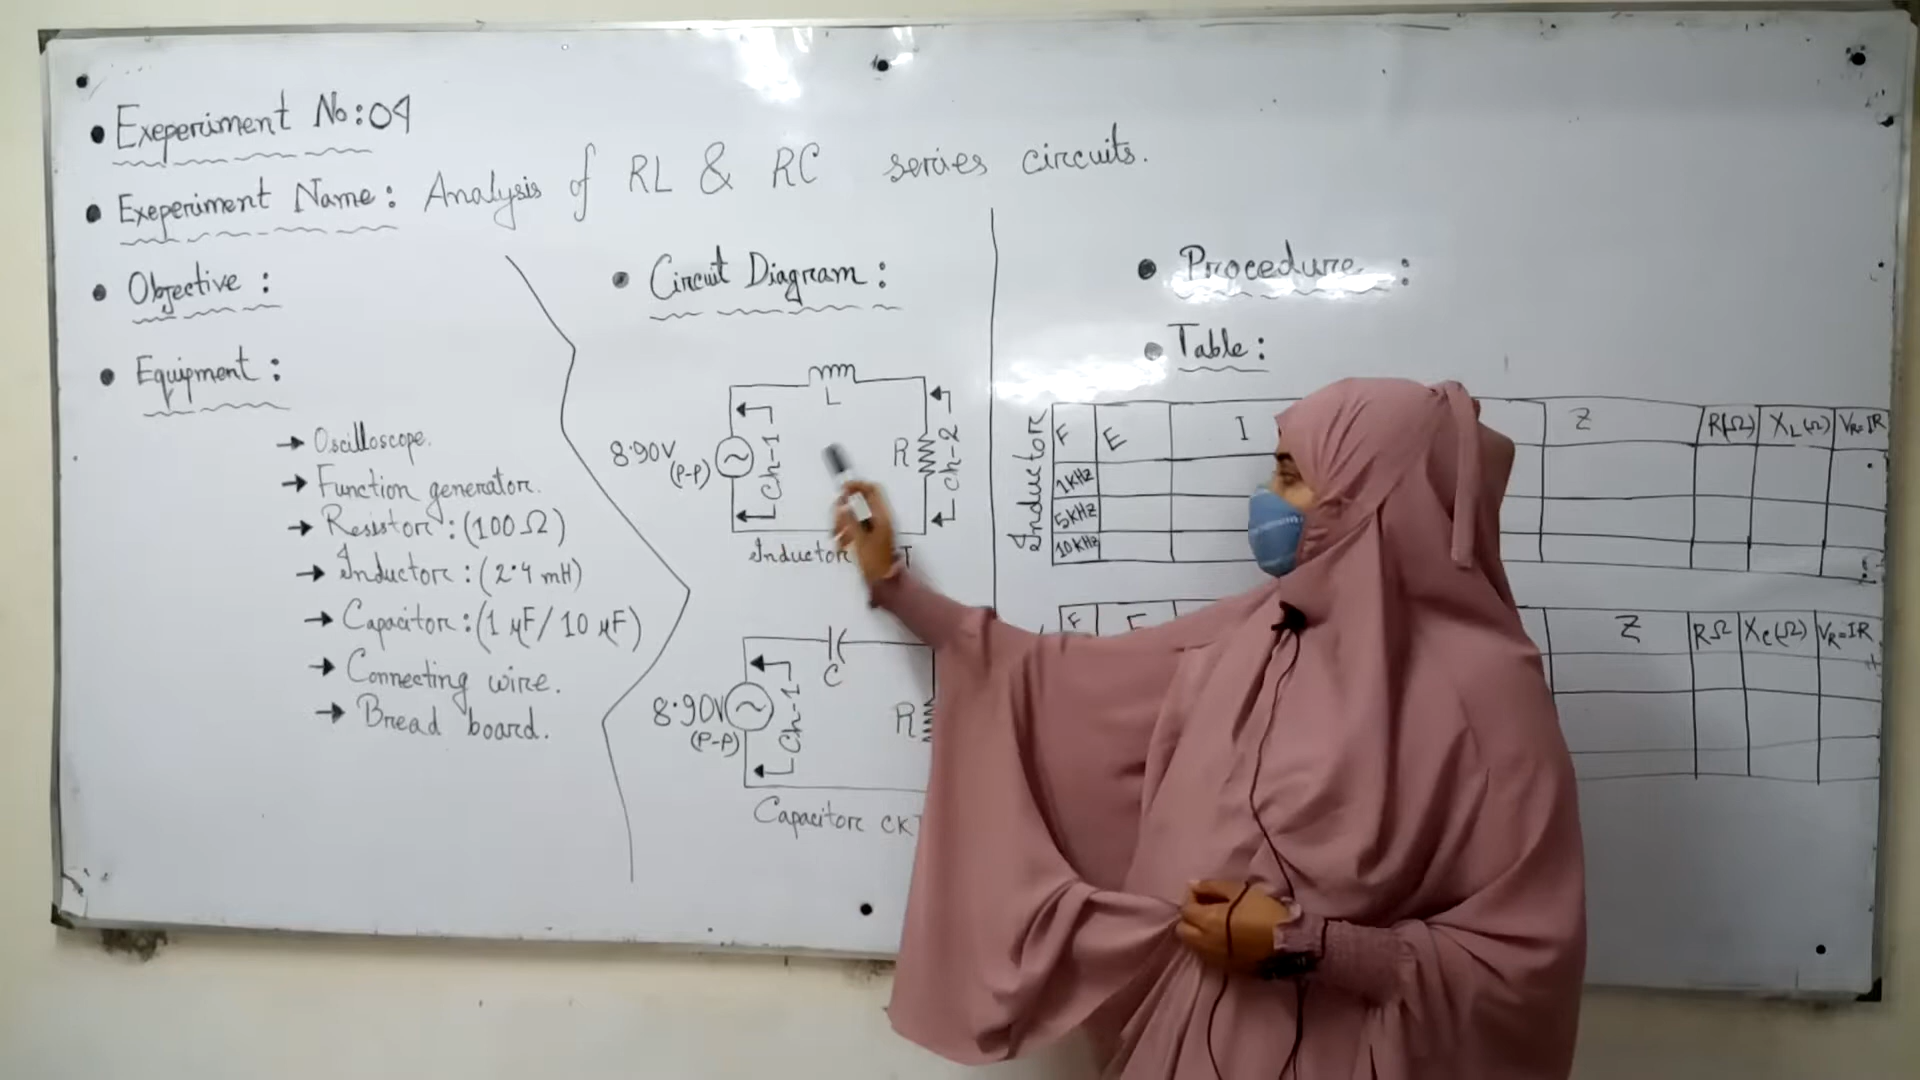 Exeperiment No:04
Exeperiment Name: Analysis of RL & RC series circuits.
Objective:
Equipment:
Oscilloscope.
Function generator.
Resistor: (100Ω)
Inductor: (2.4 mH)
Capacitor: (1 μF/10 μF)
Connecting wire.
Bread board.
Circuit Diagram:
L
8.90V
(P-P)
Ch-1
R
Ch-2
Inductor
T
C
8.90V
(P-P)
Ch-1
R
Capacitor CKT
Procedure:
Table:
Inductor
F E I Z R(Ω) XL(Ω) VR=IR
1KHz
5KHz
10KHz
F E Z RΩ Xc(Ω) VR=IR